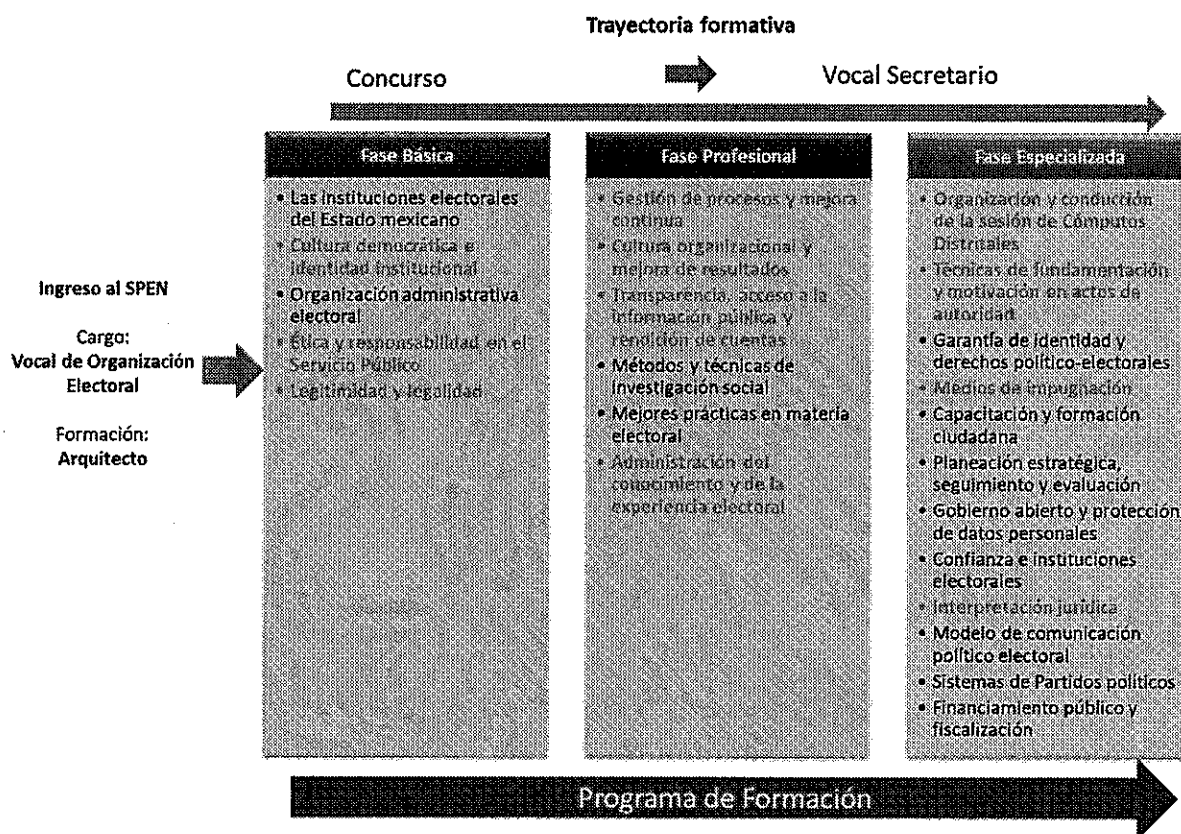 Trayectoria formativa
Concurso
Vocal Secretario
Ingreso al SPEN
Cargo:
Vocal de Organización
Electoral
Formación:
Arquitecto
Fase Básica
• Las instituciones electorales
del Estado mexicano
• Cultura democrática e
identidad institucional
• Organización administrativa
electoral
• Ética y responsabilidad en el
Servicio Público
• Legitimidad y legalidad
Fase Profesional
• Gestión de procesos y mejora
continua
• Cultura organizacional y
mejora de resultados
• Transparencia, acceso a la
información pública y
rendición de cuentas
• Métodos y técnicas de
investigación social
• Mejores prácticas en materia
electoral
• Administración del
conocimiento y de la
experiencia electoral
Fase Especializada
• Organización y conducción
de la sesión de Cómputos
Distritales
• Técnicas de fundamentación
y motivación en actos de
autoridad
• Garantía de identidad y
derechos político-electorales
• Medios de impugnación
• Capacitación y formación
ciudadana
• Planeación estratégica,
seguimiento y evaluación
• Gobierno abierto y protección
de datos personales
• Confianza e instituciones
electorales
• Interpretación jurídica
• Modelo de comunicación
político electoral
• Sistemas de Partidos políticos
• Financiamiento público y
fiscalización
Programa de Formación